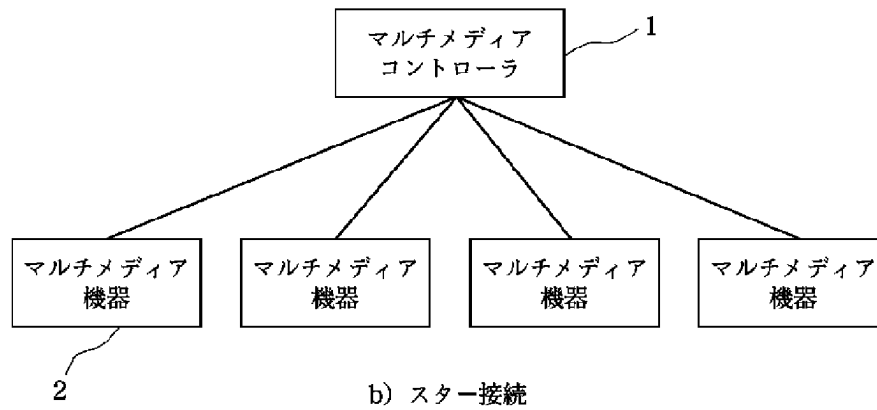 マルチメディア
コントローラ
1
マルチメディア
機器
マルチメディア
機器
マルチメディア
機器
マルチメディア
機器
2
b) スター接続